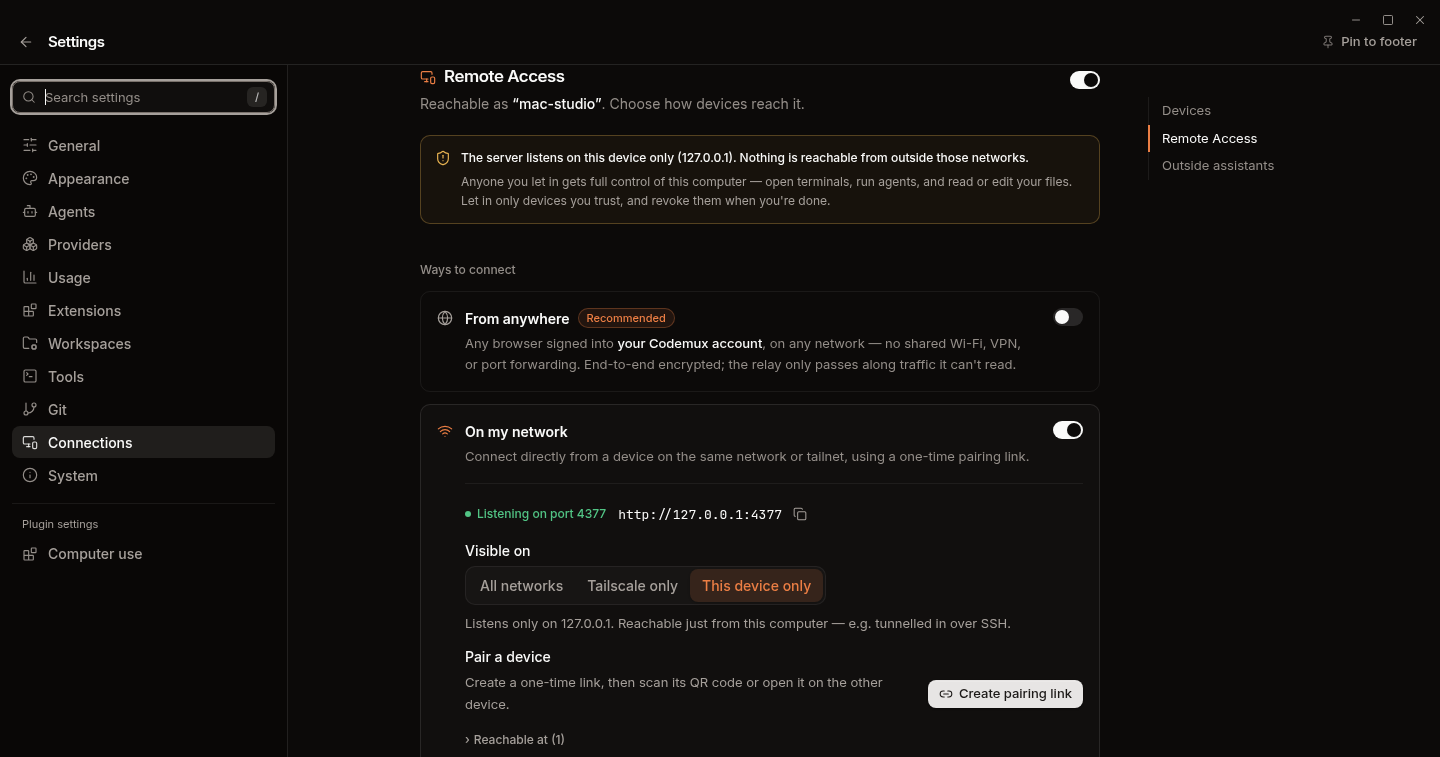 Settings
Pin to footer
Search settings
/
General
Appearance
Agents
Providers
Usage
Extensions
Workspaces
Tools
Git
Connections
System
Plugin settings
Computer use
Remote Access
Reachable as “mac-studio”. Choose how devices reach it.
The server listens on this device only (127.0.0.1). Nothing is reachable from outside those networks.
Anyone you let in gets full control of this computer — open terminals, run agents, and read or edit your files.
Let in only devices you trust, and revoke them when you're done.
Ways to connect
From anywhere Recommended
Any browser signed into your Codemux account, on any network — no shared Wi-Fi, VPN,
or port forwarding. End-to-end encrypted; the relay only passes along traffic it can't read.
On my network
Connect directly from a device on the same network or tailnet, using a one-time pairing link.
Listening on port 4377 http://127.0.0.1:4377
Visible on
All networks Tailscale only This device only
Listens only on 127.0.0.1. Reachable just from this computer — e.g. tunnelled in over SSH.
Pair a device
Create a one-time link, then scan its QR code or open it on the other
device.
Create pairing link
› Reachable at (1)
Devices
Remote Access
Outside assistants